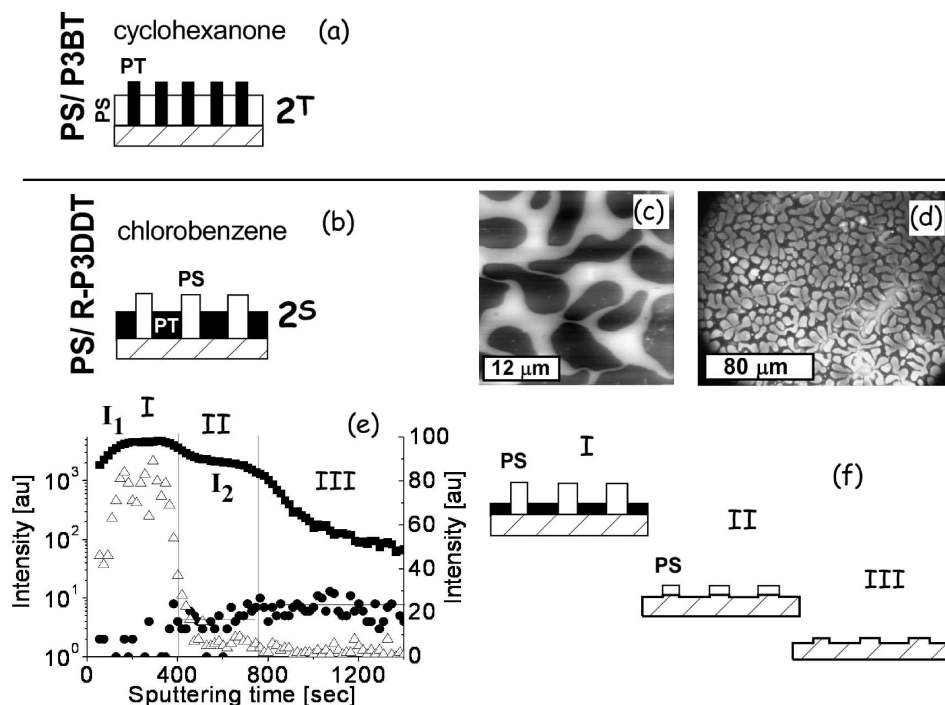 PS/ P3BT
cyclohexanone
(a)
PT
PS
2T
PS/ R-P3DDT
chlorobenzene
(b)
PS
PT
2S
(c)
12 μm
(d)
80 μm
(e)
I1
I
II
I2
III
Intensity [au]
10^3
10^2
10^1
10^0
100
80
60
40
20
0
Intensity [au]
0 400 800 1200
Sputtering time [sec]
(f)
I
PS
II
PS
III